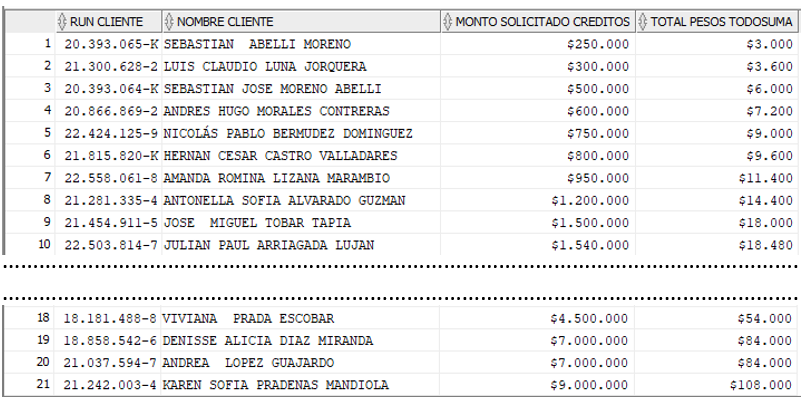 RUN CLIENTE NOMBRE CLIENTE MONTO SOLICITADO CREDITOS TOTAL PESOS TODOSUMA
1 20.393.065-K SEBASTIAN  ABELLI MORENO $250.000 $3.000
2 21.300.628-2 LUIS CLAUDIO LUNA JORQUERA $300.000 $3.600
3 20.393.064-K SEBASTIAN JOSE MORENO ABELLI $500.000 $6.000
4 20.866.869-2 ANDRES HUGO MORALES CONTRERAS $600.000 $7.200
5 22.424.125-9 NICOLÁS PABLO BERMUDEZ DOMINGUEZ $750.000 $9.000
6 21.815.820-K HERNAN CESAR CASTRO VALLADARES $800.000 $9.600
7 22.558.061-8 AMANDA ROMINA LIZANA MARAMBIO $950.000 $11.400
8 21.281.335-4 ANTONELLA SOFIA ALVARADO GUZMAN $1.200.000 $14.400
9 21.454.911-5 JOSE  MIGUEL TOBAR TAPIA $1.500.000 $18.000
10 22.503.814-7 JULIAN PAUL ARRIAGADA LUJAN $1.540.000 $18.480
18 18.181.488-8 VIVIANA  PRADA ESCOBAR $4.500.000 $54.000
19 18.858.542-6 DENISSE ALICIA DIAZ MIRANDA $7.000.000 $84.000
20 21.037.594-7 ANDREA  LOPEZ GUAJARDO $7.000.000 $84.000
21 21.242.003-4 KAREN SOFIA PRADENAS MANDIOLA $9.000.000 $108.000